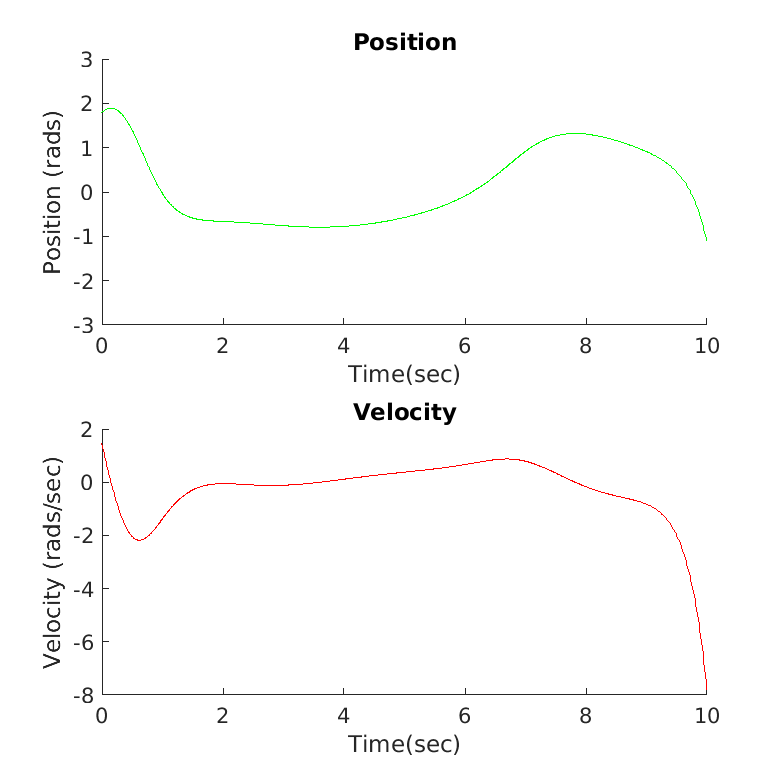 Position
3
2
1
0
-1
-2
-3
Position (rads)
0 2 4 6 8 10
Time(sec)
Velocity
2
0
-2
-4
-6
-8
Velocity (rads/sec)
0 2 4 6 8 10
Time(sec)